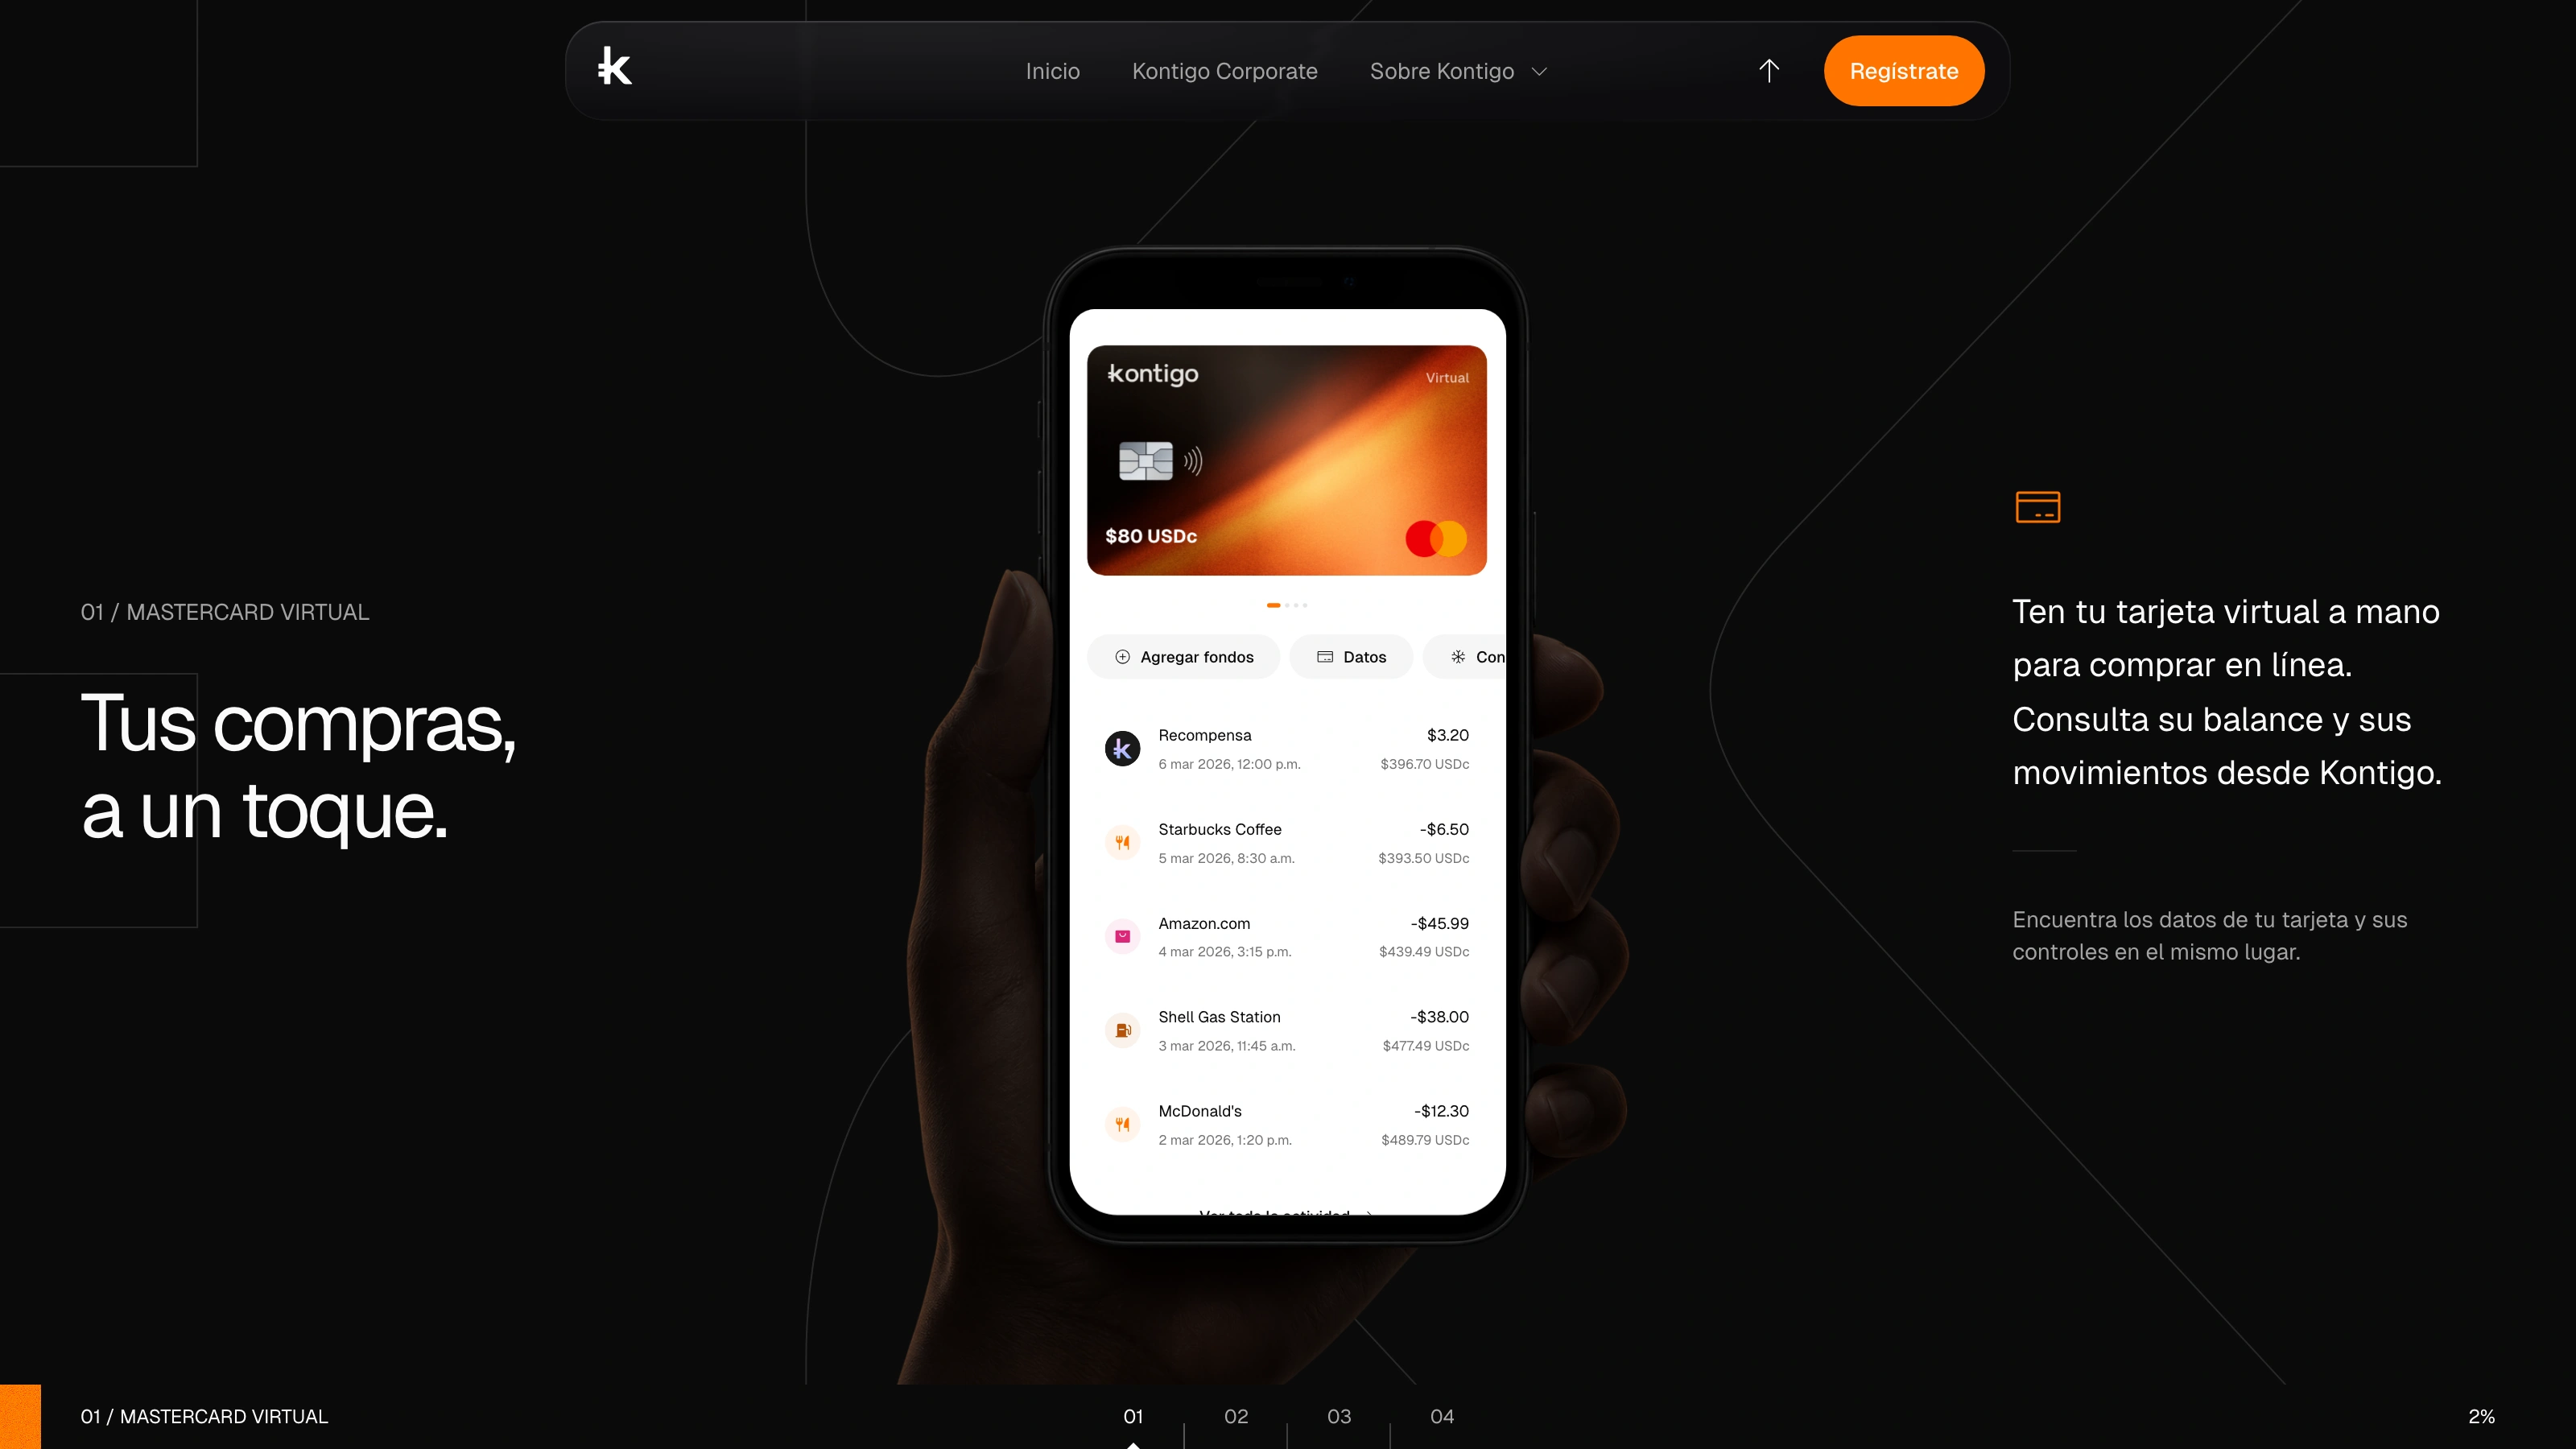 Inicio
Kontigo Corporate
Sobre Kontigo
Regístrate
kontigo
Virtual
$80 USDc
01 / MASTERCARD VIRTUAL
Tus compras,
a un toque.
Agregar fondos
Datos
Con
Recompensa
$3.20
6 mar 2026, 12:00 p.m.
$396.70 USDc
Starbucks Coffee
-$6.50
5 mar 2026, 8:30 a.m.
$393.50 USDc
Amazon.com
-$45.99
4 mar 2026, 3:15 p.m.
$439.49 USDc
Shell Gas Station
-$38.00
3 mar 2026, 11:45 a.m.
$477.49 USDc
McDonald's
-$12.30
2 mar 2026, 1:20 p.m.
$489.79 USDc
Ver toda la actividad
Ten tu tarjeta virtual a mano
para comprar en línea.
Consulta su balance y sus
movimientos desde Kontigo.
Encuentra los datos de tu tarjeta y sus
controles en el mismo lugar.
01 / MASTERCARD VIRTUAL
01
02
03
04
2%